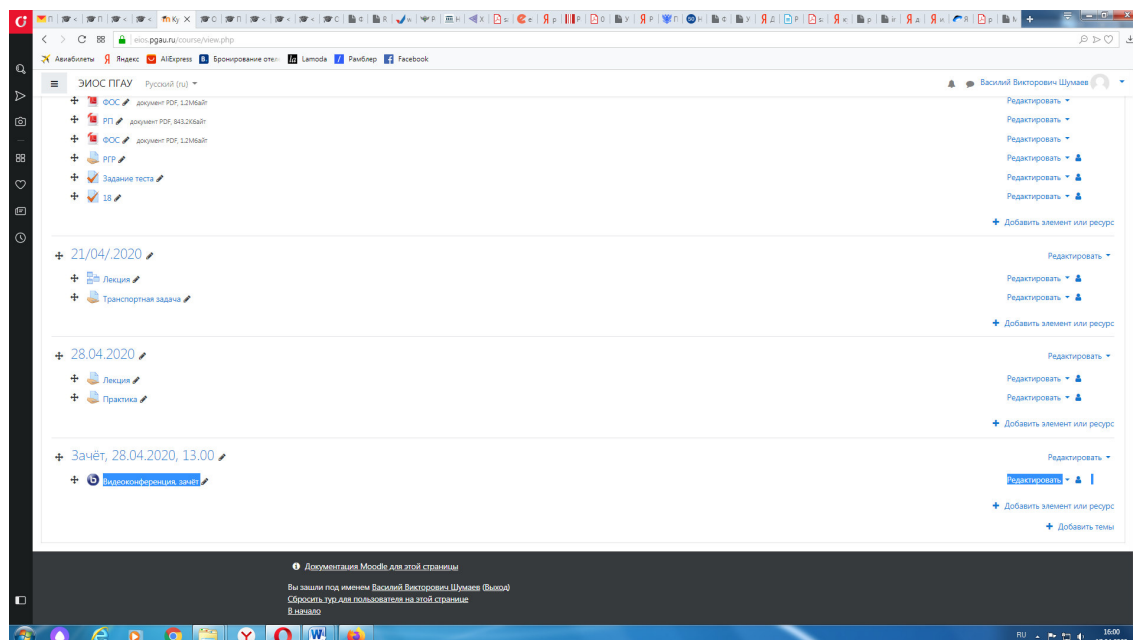 eios.pgau.ru/course/view.php
Авиабилеты Яндекс AliExpress Бронирование отел Lamoda Рамблер Facebook
ЭИОС ПГАУ Русский (ru) Василий Викторович Шумаев
ФОС документ PDF, 1.2Мбайт Редактировать
РП документ PDF, 843.2Кбайт Редактировать
ФОС документ PDF, 1.2Мбайт Редактировать
РГР Редактировать
Задание теста Редактировать
18 Редактировать
+ Добавить элемент или ресурс
21/04/.2020 Редактировать
Лекция Редактировать
Транспортная задача Редактировать
+ Добавить элемент или ресурс
28.04.2020 Редактировать
Лекция Редактировать
Практика Редактировать
+ Добавить элемент или ресурс
Зачёт, 28.04.2020, 13.00 Редактировать
Видеоконференция, зачёт Редактировать
+ Добавить элемент или ресурс
+ Добавить темы
Документация Moodle для этой страницы
Вы зашли под именем Василий Викторович Шумаев (Выход)
Сбросить тур для пользователя на этой странице
В начало
RU 16:00